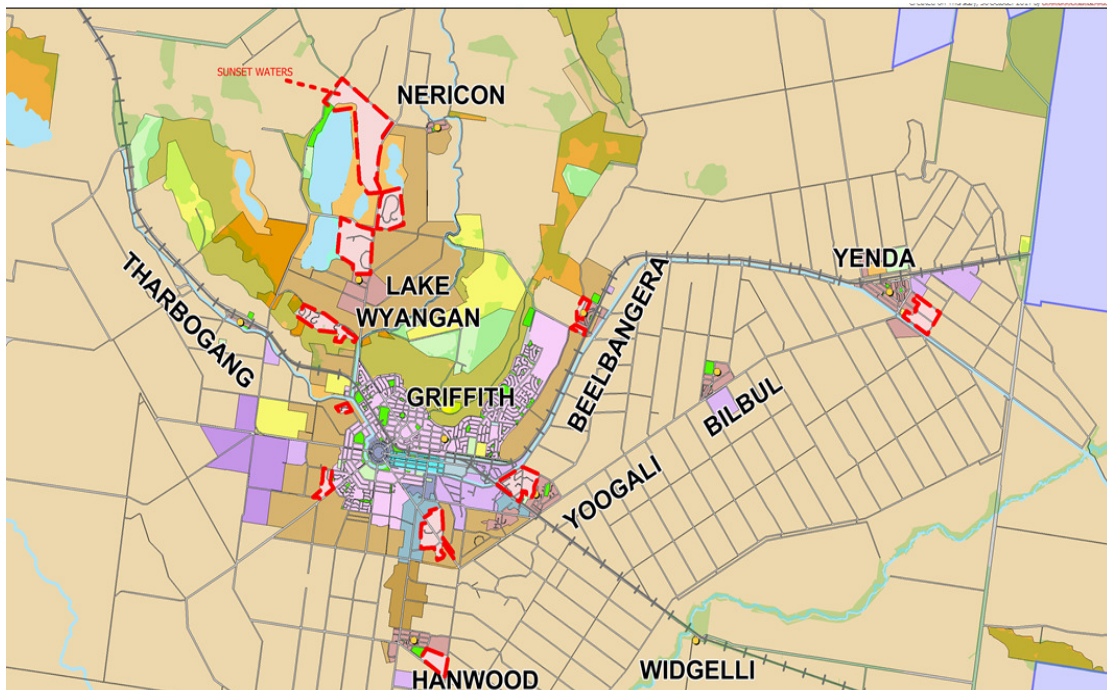 SUNSET WATERS
NERICON
YENDA
THARBOGANG
LAKE
WYANGAN
BEELBANGERA
GRIFFITH
BILBUL
YOOGALI
HANWOOD
WIDGELLI